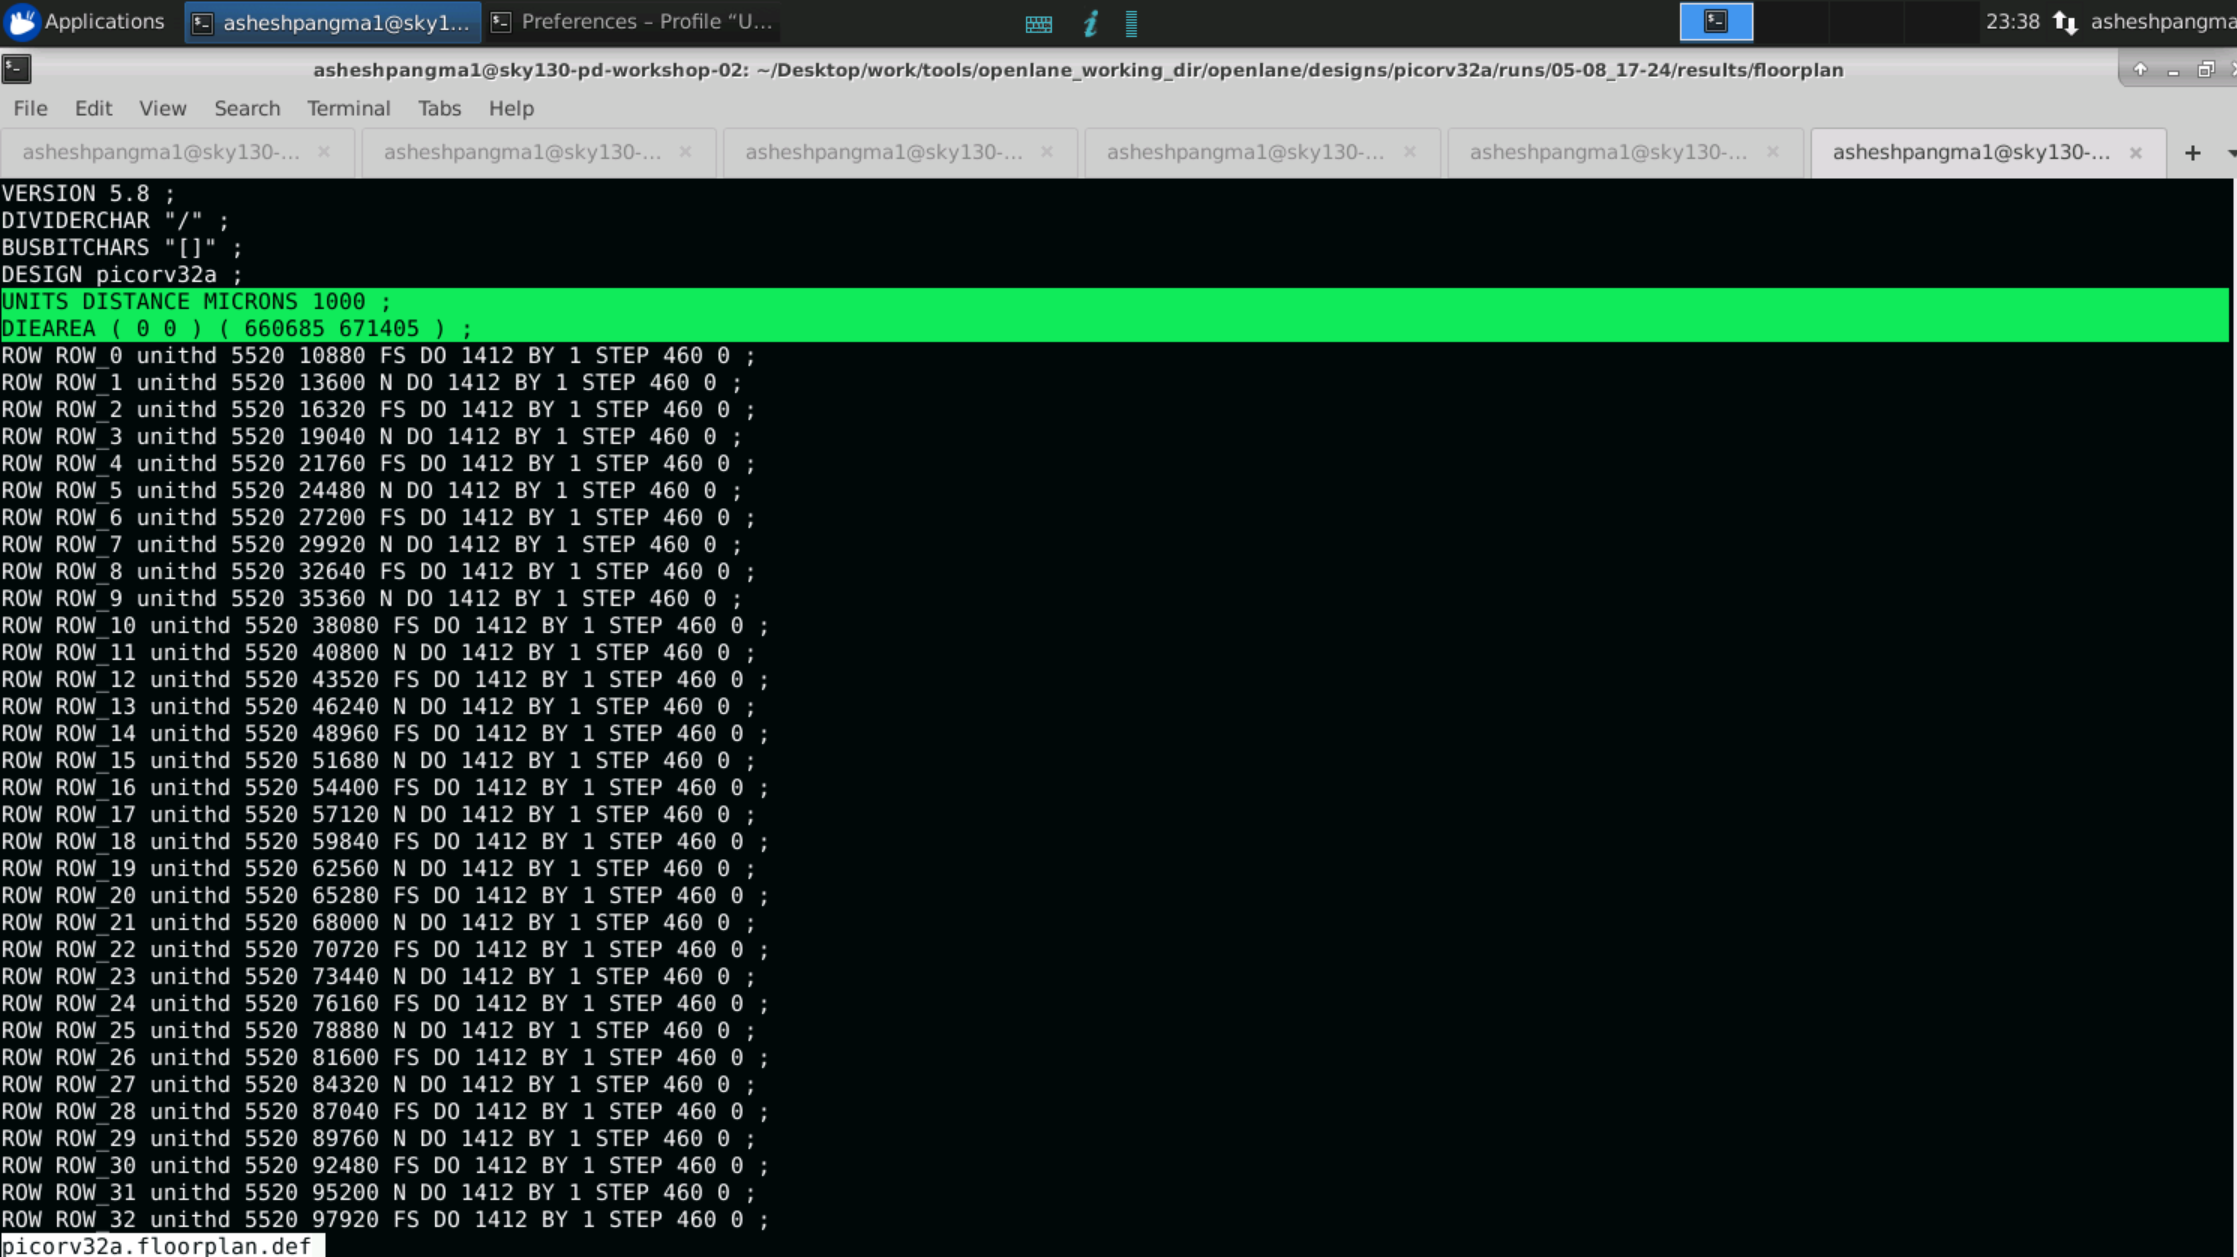 Applications asheshpangma1@sky1... Preferences – Profile “U... 23:38 asheshpangma
asheshpangma1@sky130-pd-workshop-02: ~/Desktop/work/tools/openlane_working_dir/openlane/designs/picorv32a/runs/05-08_17-24/results/floorplan
File Edit View Search Terminal Tabs Help
asheshpangma1@sky130-... asheshpangma1@sky130-... asheshpangma1@sky130-... asheshpangma1@sky130-... asheshpangma1@sky130-... asheshpangma1@sky130-...
VERSION 5.8 ;
DIVIDERCHAR "/" ;
BUSBITCHARS "[]" ;
DESIGN picorv32a ;
UNITS DISTANCE MICRONS 1000 ;
DIEAREA ( 0 0 ) ( 660685 671405 ) ;
ROW ROW_0 unithd 5520 10880 FS DO 1412 BY 1 STEP 460 0 ;
ROW ROW_1 unithd 5520 13600 N DO 1412 BY 1 STEP 460 0 ;
ROW ROW_2 unithd 5520 16320 FS DO 1412 BY 1 STEP 460 0 ;
ROW ROW_3 unithd 5520 19040 N DO 1412 BY 1 STEP 460 0 ;
ROW ROW_4 unithd 5520 21760 FS DO 1412 BY 1 STEP 460 0 ;
ROW ROW_5 unithd 5520 24480 N DO 1412 BY 1 STEP 460 0 ;
ROW ROW_6 unithd 5520 27200 FS DO 1412 BY 1 STEP 460 0 ;
ROW ROW_7 unithd 5520 29920 N DO 1412 BY 1 STEP 460 0 ;
ROW ROW_8 unithd 5520 32640 FS DO 1412 BY 1 STEP 460 0 ;
ROW ROW_9 unithd 5520 35360 N DO 1412 BY 1 STEP 460 0 ;
ROW ROW_10 unithd 5520 38080 FS DO 1412 BY 1 STEP 460 0 ;
ROW ROW_11 unithd 5520 40800 N DO 1412 BY 1 STEP 460 0 ;
ROW ROW_12 unithd 5520 43520 FS DO 1412 BY 1 STEP 460 0 ;
ROW ROW_13 unithd 5520 46240 N DO 1412 BY 1 STEP 460 0 ;
ROW ROW_14 unithd 5520 48960 FS DO 1412 BY 1 STEP 460 0 ;
ROW ROW_15 unithd 5520 51680 N DO 1412 BY 1 STEP 460 0 ;
ROW ROW_16 unithd 5520 54400 FS DO 1412 BY 1 STEP 460 0 ;
ROW ROW_17 unithd 5520 57120 N DO 1412 BY 1 STEP 460 0 ;
ROW ROW_18 unithd 5520 59840 FS DO 1412 BY 1 STEP 460 0 ;
ROW ROW_19 unithd 5520 62560 N DO 1412 BY 1 STEP 460 0 ;
ROW ROW_20 unithd 5520 65280 FS DO 1412 BY 1 STEP 460 0 ;
ROW ROW_21 unithd 5520 68000 N DO 1412 BY 1 STEP 460 0 ;
ROW ROW_22 unithd 5520 70720 FS DO 1412 BY 1 STEP 460 0 ;
ROW ROW_23 unithd 5520 73440 N DO 1412 BY 1 STEP 460 0 ;
ROW ROW_24 unithd 5520 76160 FS DO 1412 BY 1 STEP 460 0 ;
ROW ROW_25 unithd 5520 78880 N DO 1412 BY 1 STEP 460 0 ;
ROW ROW_26 unithd 5520 81600 FS DO 1412 BY 1 STEP 460 0 ;
ROW ROW_27 unithd 5520 84320 N DO 1412 BY 1 STEP 460 0 ;
ROW ROW_28 unithd 5520 87040 FS DO 1412 BY 1 STEP 460 0 ;
ROW ROW_29 unithd 5520 89760 N DO 1412 BY 1 STEP 460 0 ;
ROW ROW_30 unithd 5520 92480 FS DO 1412 BY 1 STEP 460 0 ;
ROW ROW_31 unithd 5520 95200 N DO 1412 BY 1 STEP 460 0 ;
ROW ROW_32 unithd 5520 97920 FS DO 1412 BY 1 STEP 460 0 ;
picorv32a.floorplan.def